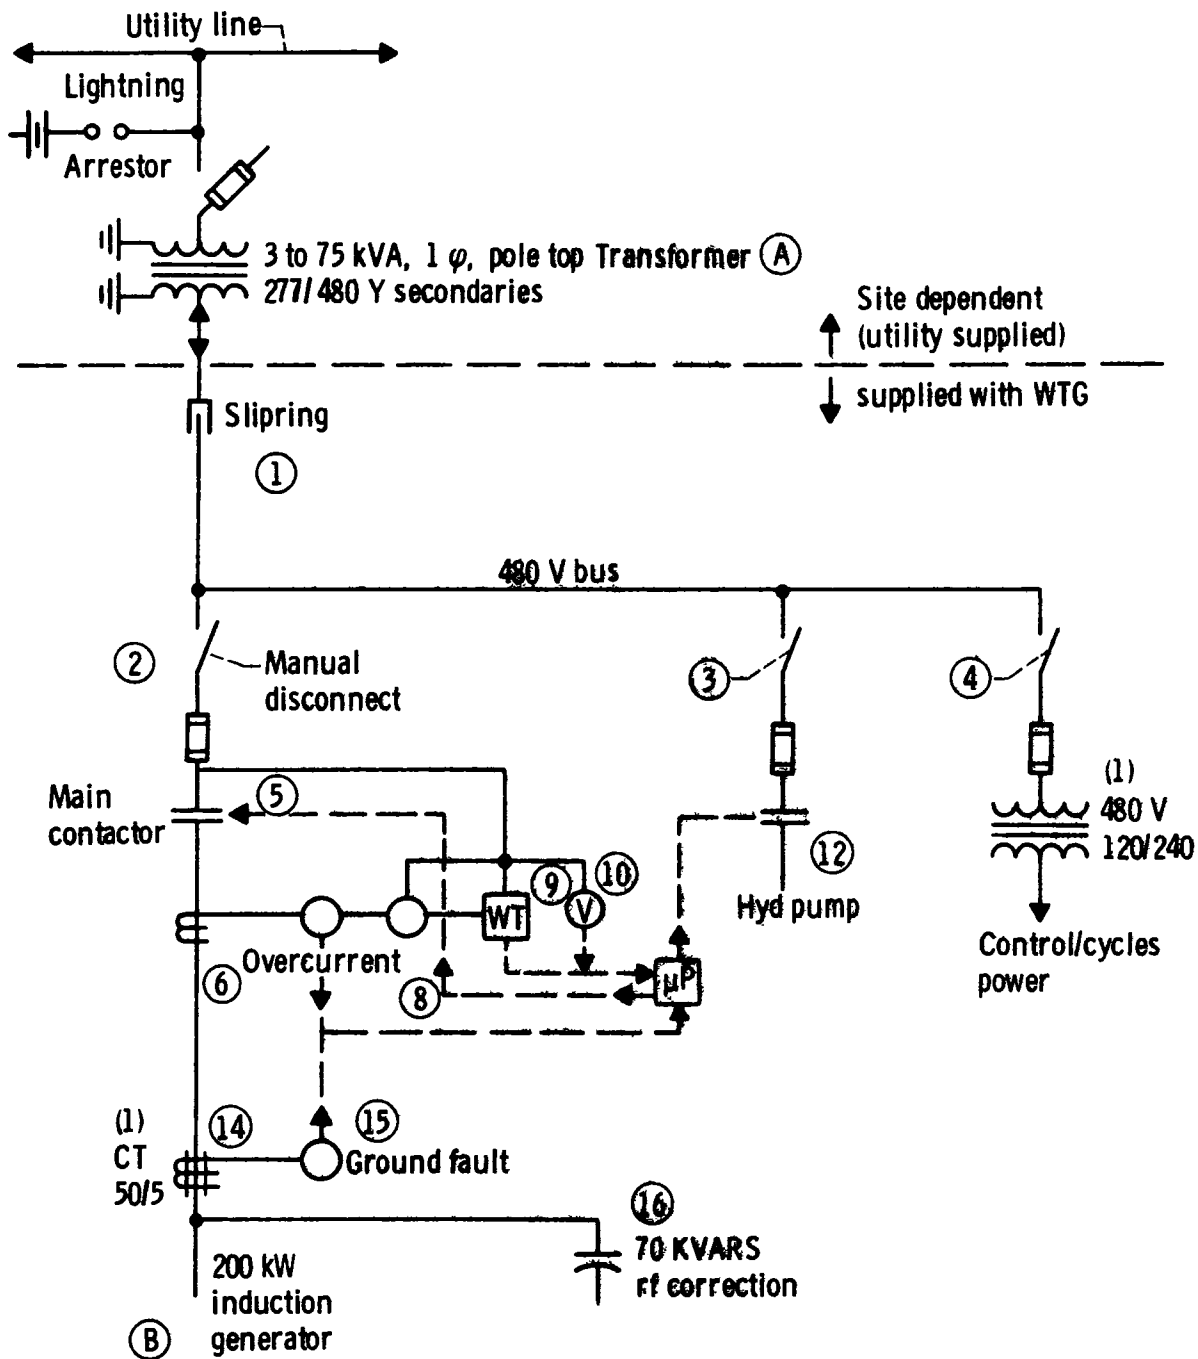 Utility line
Lightning
Arrestor
3 to 75 kVA, 1 φ, pole top Transformer A
277/480 Y secondaries
Site dependent
(utility supplied)
supplied with WTG
Slipring
1
480 V bus
2
Manual
disconnect
3
4
Main
contactor
5
(1)
480 V
120/240
12
Hyd pump
9
10
WT
V
Overcurrent
6
8
μP
Control/cycles
power
(1)
CT
50/5
14
15
Ground fault
16
70 KVARS
rf correction
200 kW
induction
generator
B